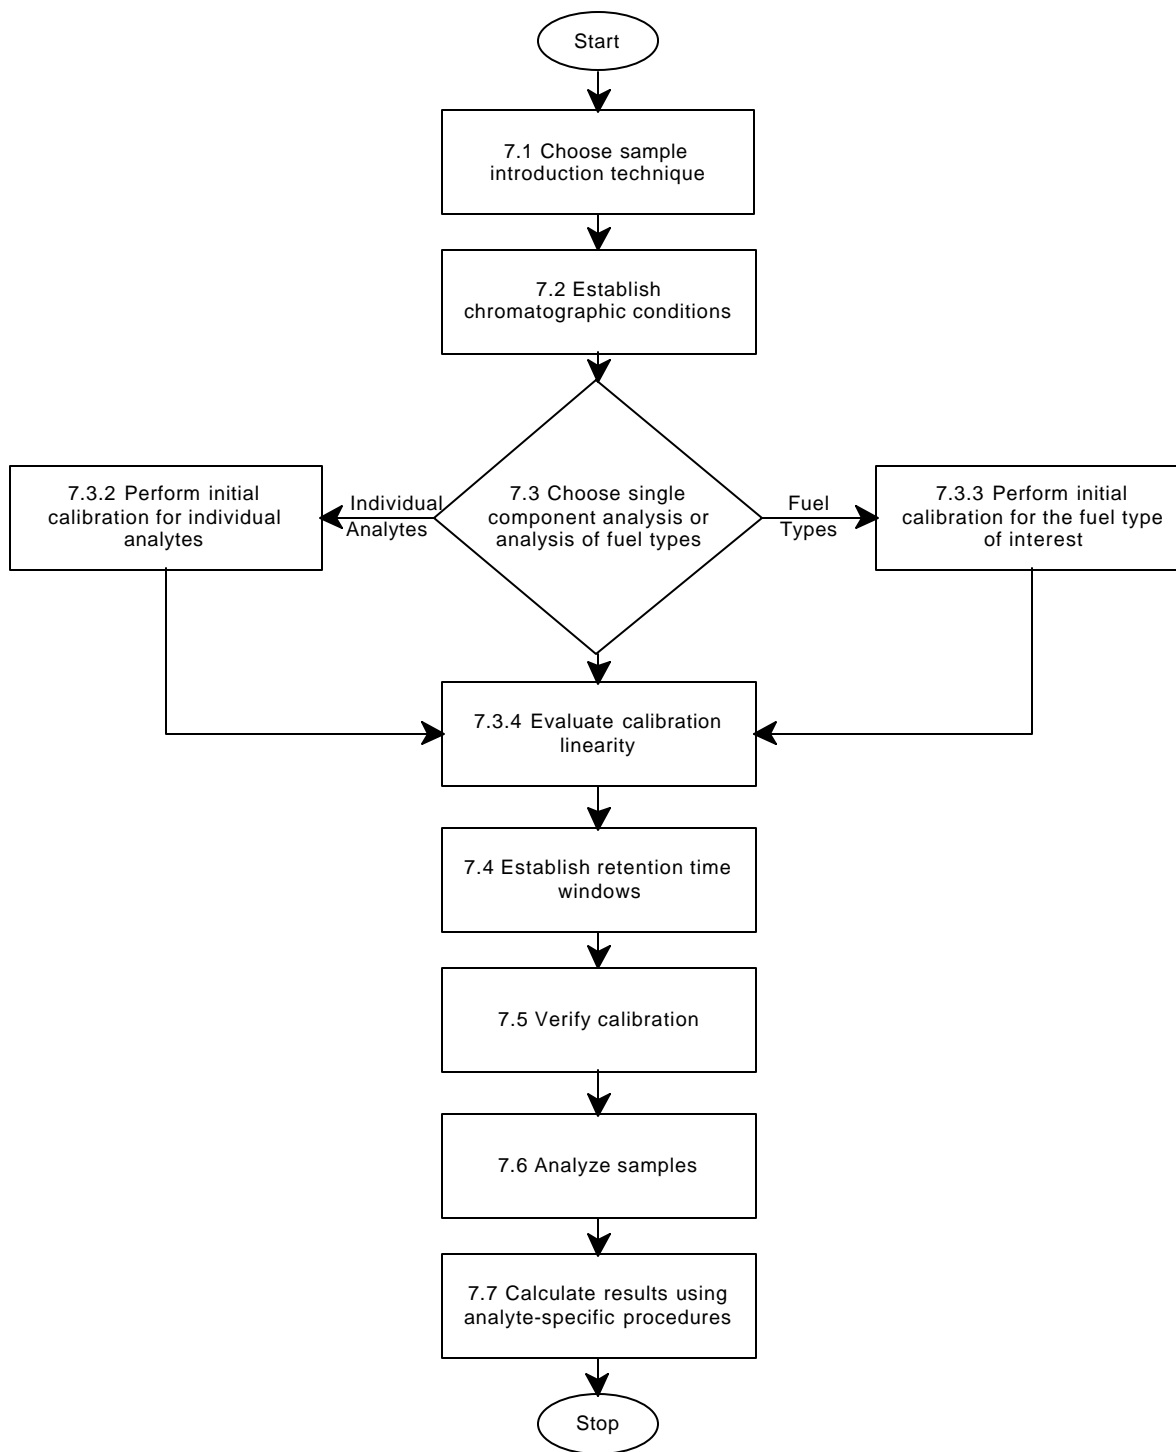 Start
7.1 Choose sample
introduction technique
7.2 Establish
chromatographic conditions
7.3.2 Perform initial
calibration for individual
analytes
Individual
Analytes
7.3 Choose single
component analysis or
analysis of fuel types
Fuel
Types
7.3.3 Perform initial
calibration for the fuel type
of interest
7.3.4 Evaluate calibration
linearity
7.4 Establish retention time
windows
7.5 Verify calibration
7.6 Analyze samples
7.7 Calculate results using
analyte-specific procedures
Stop